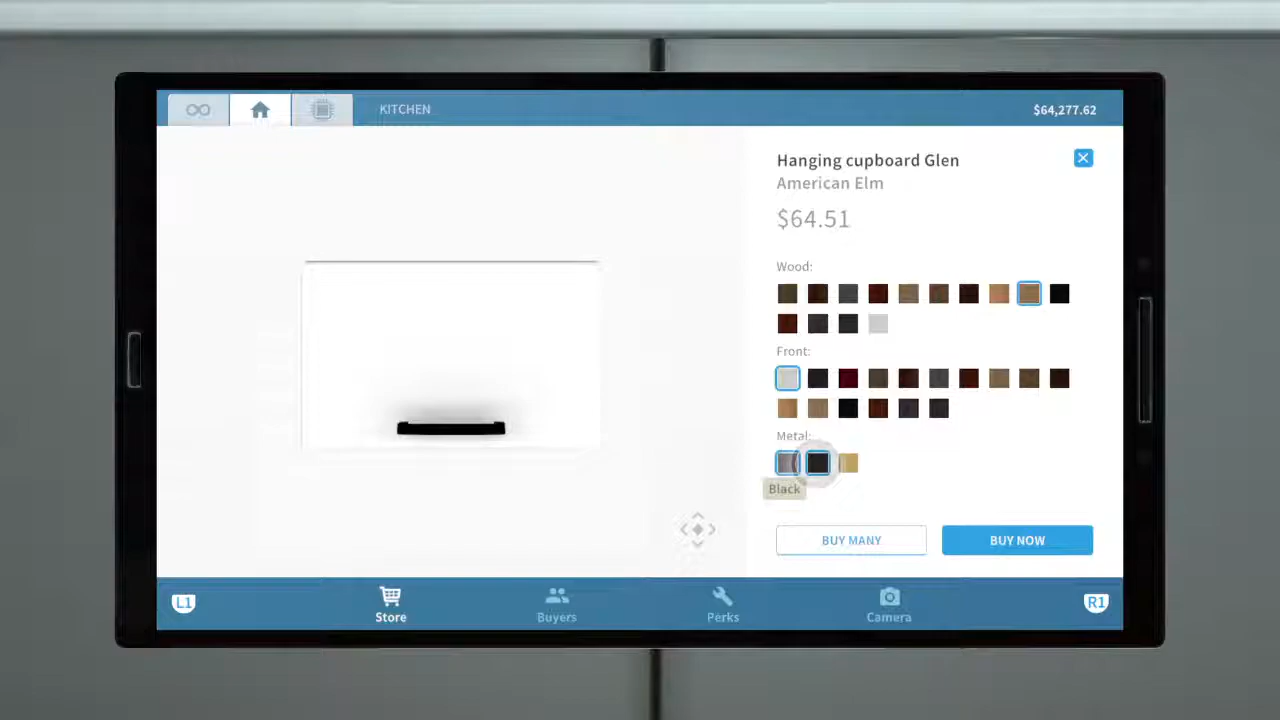 KITCHEN
$64,277.62
Hanging cupboard Glen
American Elm
$64.51
Wood:
Front:
Metal:
Black
BUY MANY
BUY NOW
L1
Store
Buyers
Perks
Camera
R1